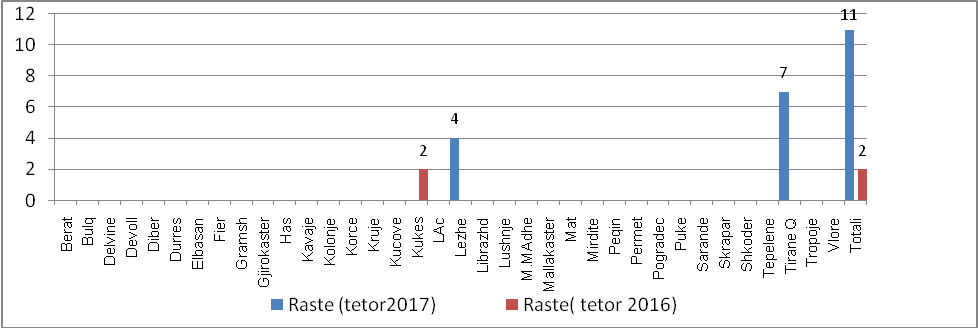 12
10
8
6
4
2
0
2
4
7
11
2
Berat
Bulq
Delvine
Devoll
Diber
Durres
Elbasan
Fier
Gramsh
Gjirokaster
Has
Kavaje
Kolonje
Korce
Kruje
Kucove
Kukes
LAc
Lezhe
Librazhd
Lushnje
M.MAdhe
Mallakaster
Mat
Mirdite
Peqin
Permet
Pogradec
Puke
Sarande
Skrapar
Shkoder
Tepelene
Tirane.Q
Tropoje
Vlore
Totali
Raste (tetor2017)
Raste( tetor 2016)